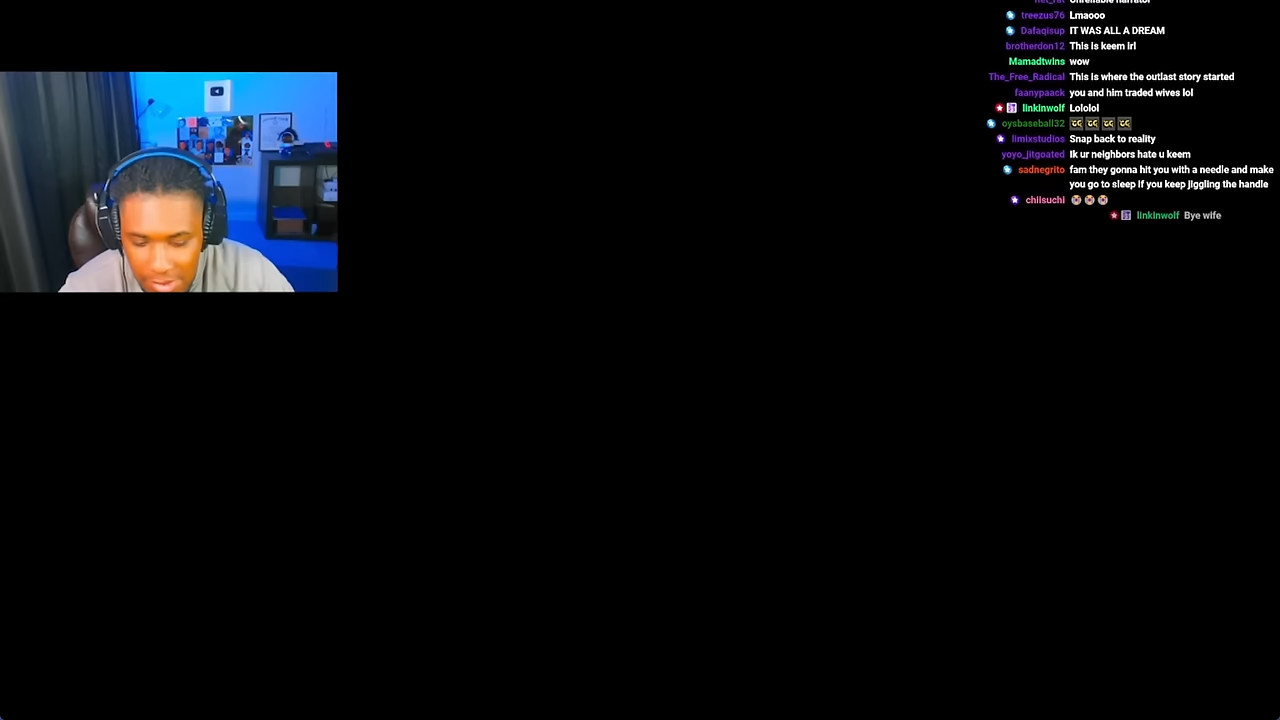 treezus76 Lmaooo
Dafaqisup IT WAS ALL A DREAM
brotherdon12 This is keem irl
Mamadtwins wow
The_Free_Radical This is where the outlast story started
faanypaack you and him traded wives lol
linkinwolf Lololol
oysbaseball32
limixstudios Snap back to reality
yoyo_jitgoated Ik ur neighbors hate u keem
sadnegrito fam they gonna hit you with a needle and make
you go to sleep if you keep jiggling the handle
chiisuchi
linkinwolf Bye wife